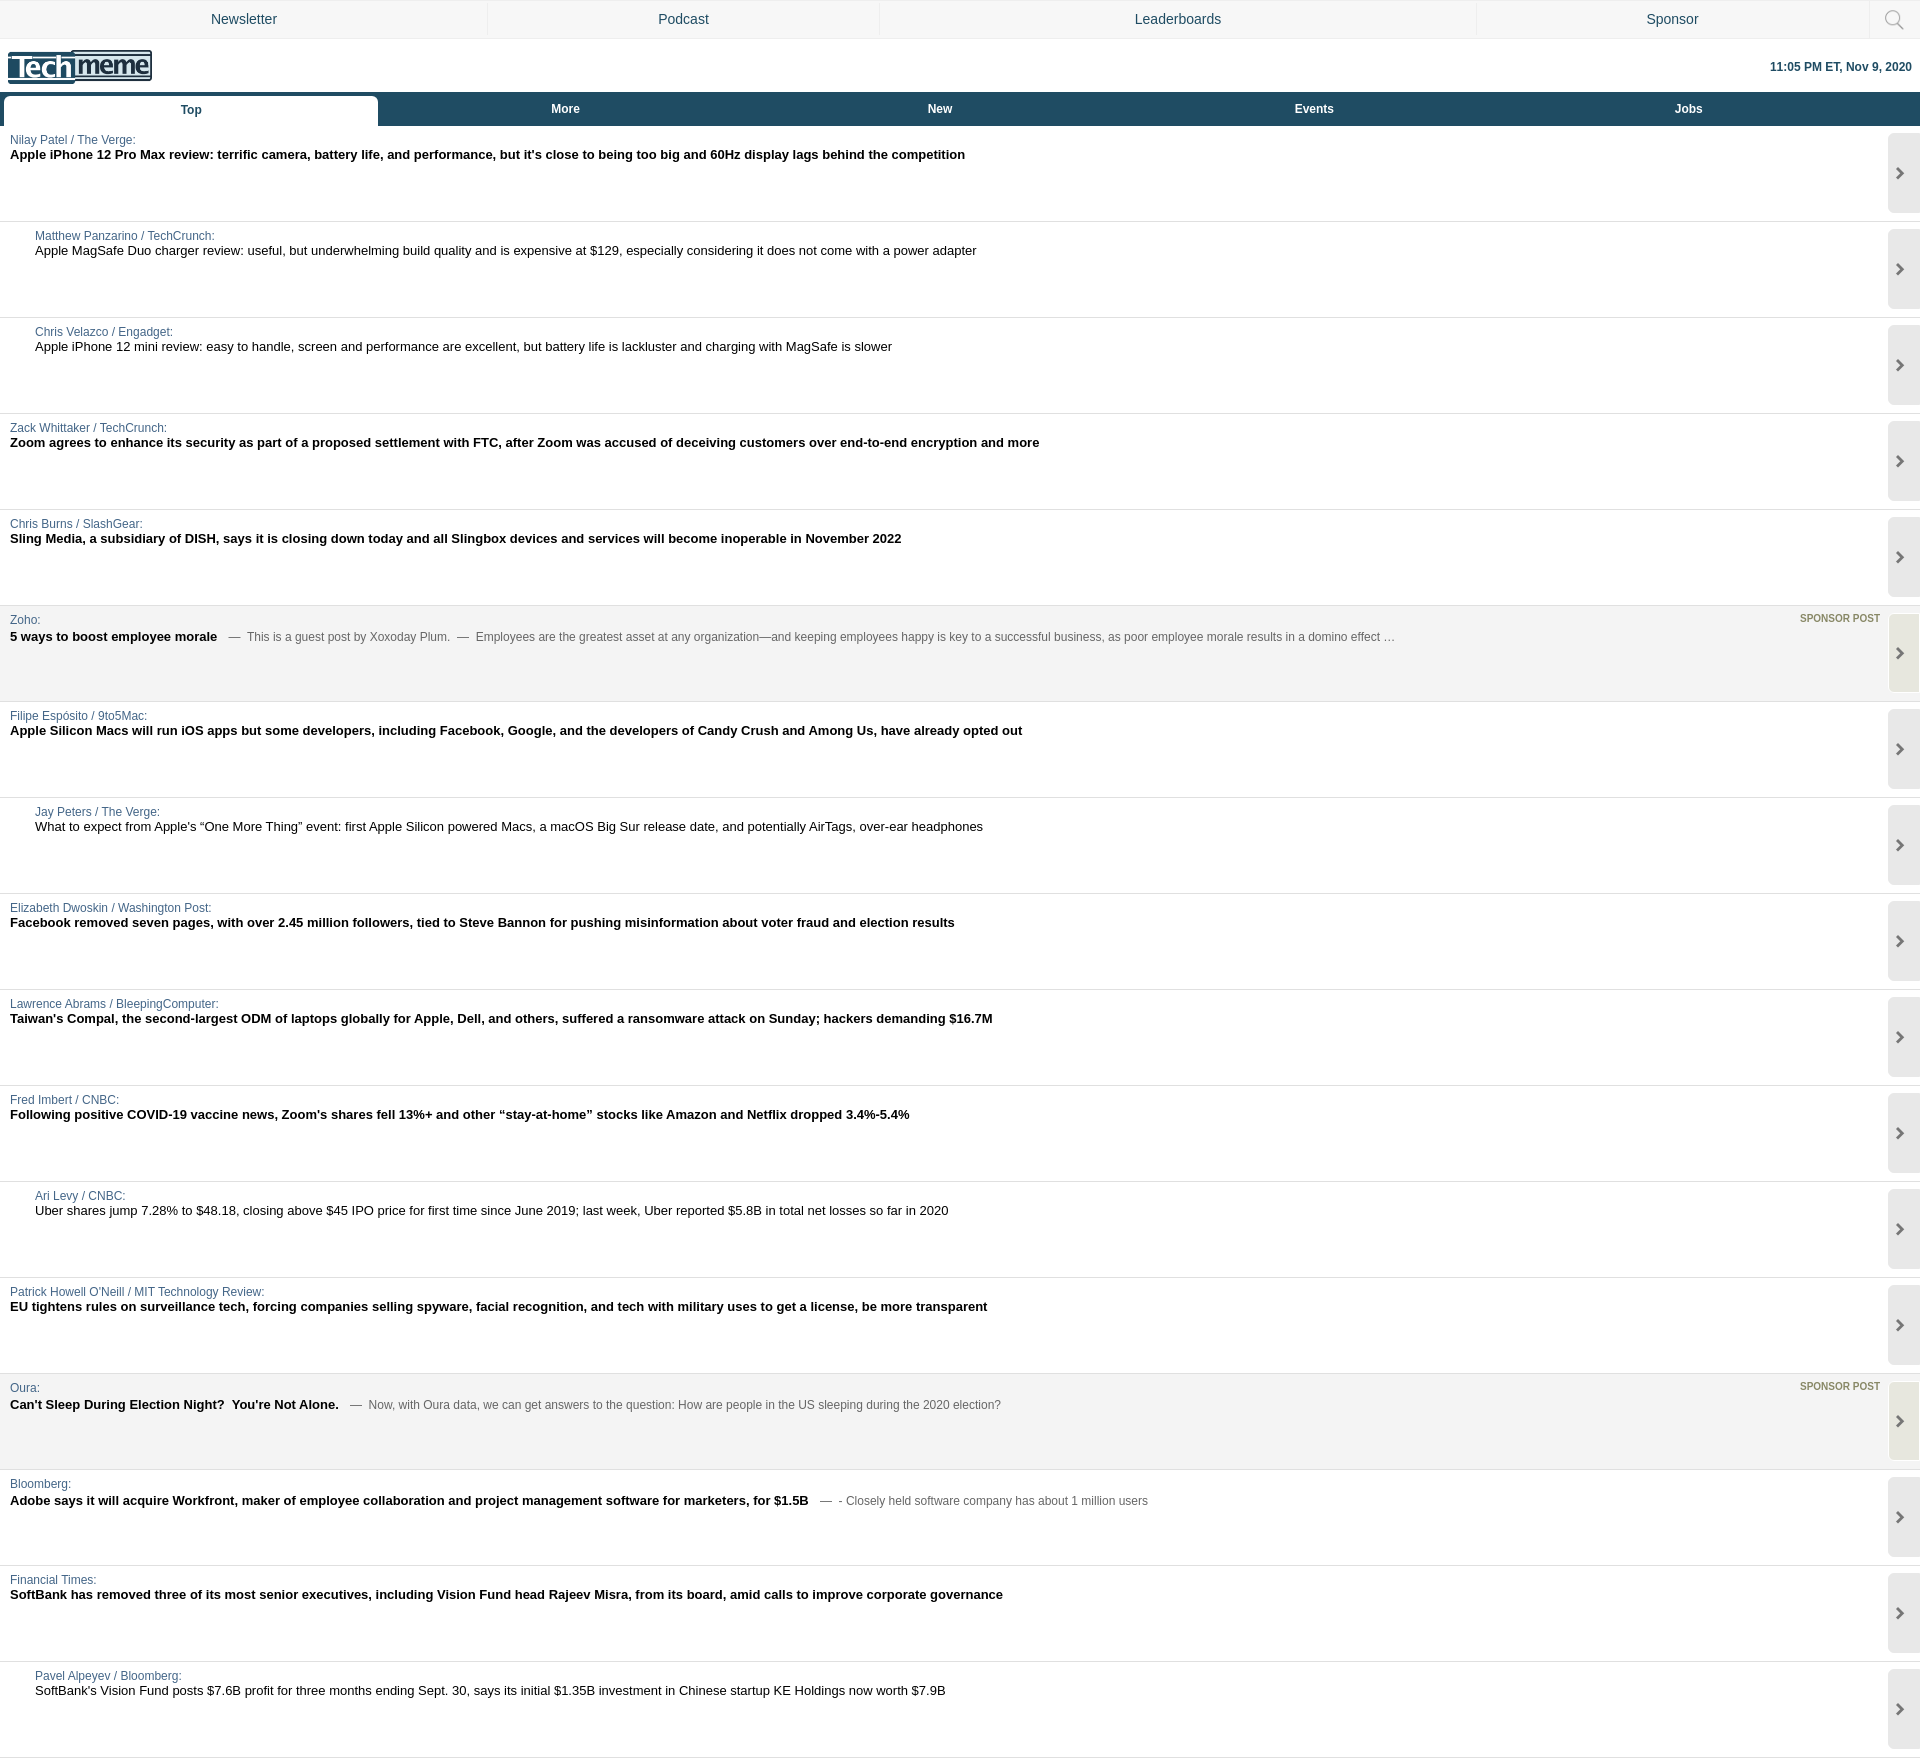 Newsletter
Podcast
Leaderboards
Sponsor
Techmeme
11:05 PM ET, Nov 9, 2020
Top
More
New
Events
Jobs
Nilay Patel / The Verge:
Apple iPhone 12 Pro Max review: terrific camera, battery life, and performance, but it's close to being too big and 60Hz display lags behind the competition
Matthew Panzarino / TechCrunch:
Apple MagSafe Duo charger review: useful, but underwhelming build quality and is expensive at $129, especially considering it does not come with a power adapter
Chris Velazco / Engadget:
Apple iPhone 12 mini review: easy to handle, screen and performance are excellent, but battery life is lackluster and charging with MagSafe is slower
Zack Whittaker / TechCrunch:
Zoom agrees to enhance its security as part of a proposed settlement with FTC, after Zoom was accused of deceiving customers over end-to-end encryption and more
Chris Burns / SlashGear:
Sling Media, a subsidiary of DISH, says it is closing down today and all Slingbox devices and services will become inoperable in November 2022
Zoho:
SPONSOR POST
5 ways to boost employee morale — This is a guest post by Xoxoday Plum. — Employees are the greatest asset at any organization—and keeping employees happy is key to a successful business, as poor employee morale results in a domino effect …
Filipe Espósito / 9to5Mac:
Apple Silicon Macs will run iOS apps but some developers, including Facebook, Google, and the developers of Candy Crush and Among Us, have already opted out
Jay Peters / The Verge:
What to expect from Apple's “One More Thing” event: first Apple Silicon powered Macs, a macOS Big Sur release date, and potentially AirTags, over-ear headphones
Elizabeth Dwoskin / Washington Post:
Facebook removed seven pages, with over 2.45 million followers, tied to Steve Bannon for pushing misinformation about voter fraud and election results
Lawrence Abrams / BleepingComputer:
Taiwan's Compal, the second-largest ODM of laptops globally for Apple, Dell, and others, suffered a ransomware attack on Sunday; hackers demanding $16.7M
Fred Imbert / CNBC:
Following positive COVID-19 vaccine news, Zoom's shares fell 13%+ and other “stay-at-home” stocks like Amazon and Netflix dropped 3.4%-5.4%
Ari Levy / CNBC:
Uber shares jump 7.28% to $48.18, closing above $45 IPO price for first time since June 2019; last week, Uber reported $5.8B in total net losses so far in 2020
Patrick Howell O'Neill / MIT Technology Review:
EU tightens rules on surveillance tech, forcing companies selling spyware, facial recognition, and tech with military uses to get a license, be more transparent
Oura:
SPONSOR POST
Can't Sleep During Election Night? You're Not Alone. — Now, with Oura data, we can get answers to the question: How are people in the US sleeping during the 2020 election?
Bloomberg:
Adobe says it will acquire Workfront, maker of employee collaboration and project management software for marketers, for $1.5B — - Closely held software company has about 1 million users
Financial Times:
SoftBank has removed three of its most senior executives, including Vision Fund head Rajeev Misra, from its board, amid calls to improve corporate governance
Pavel Alpeyev / Bloomberg:
SoftBank's Vision Fund posts $7.6B profit for three months ending Sept. 30, says its initial $1.35B investment in Chinese startup KE Holdings now worth $7.9B